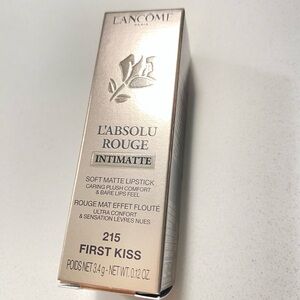 LANCÔME
PARIS
L'ABSOLU
ROUGE
INTIMATTE
SOFT MATTE LIPSTICK
CARING PLUSH COMFORT
& BARE LIPS FEEL
ROUGE MAT EFFET FLOUTÉ
ULTRA CONFORT
& SENSATION LÈVRES NUES
215
FIRST KISS
POIDS NET 3,4 g - NET WT. 0.12 OZ.